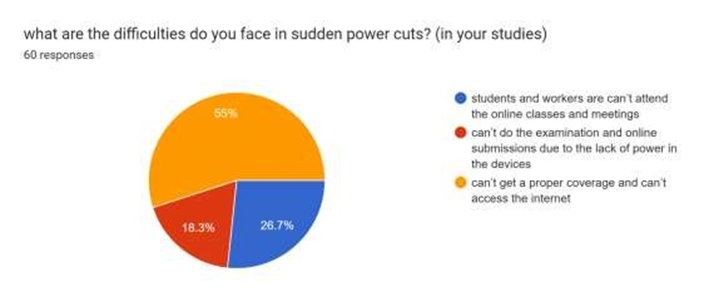 what are the difficulties do you face in sudden power cuts? (in your studies)
60 responses
55%
18.3%
26.7%
students and workers are can't attend
the online classes and meetings
can't do the examination and online
submissions due to the lack of power in
the devices
can't get a proper coverage and can't
access the internet